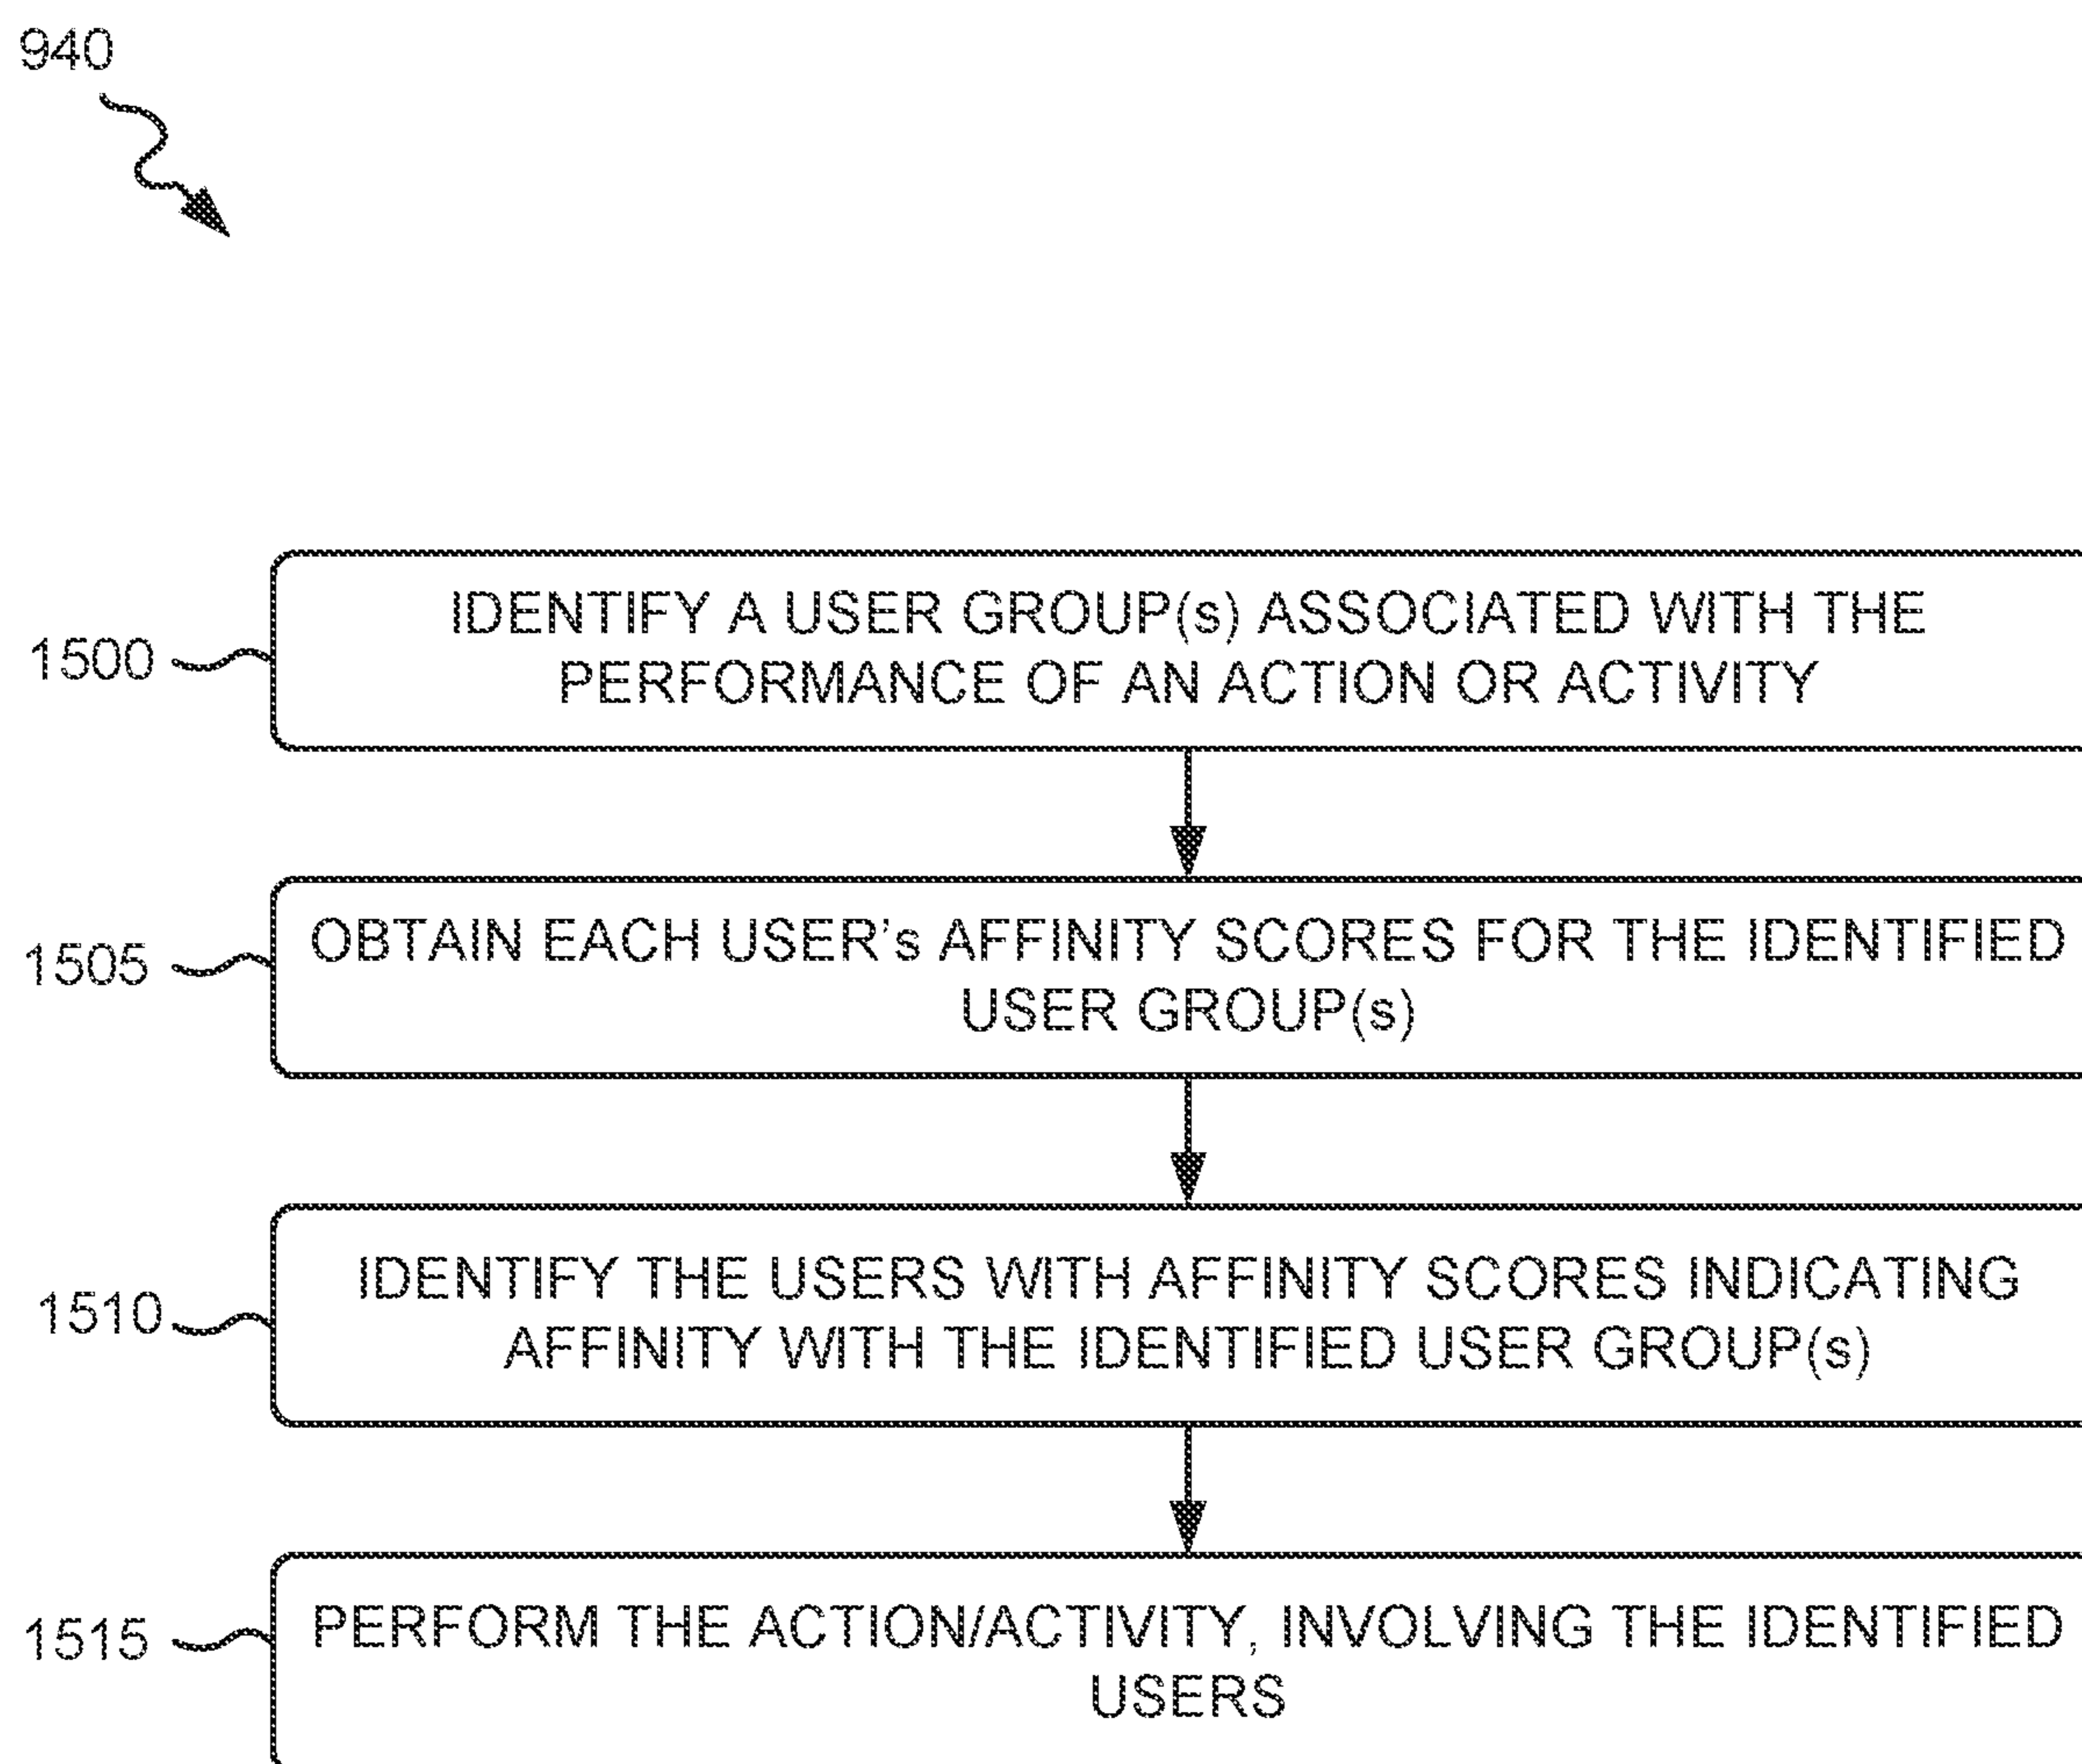 940
1500
IDENTIFY A USER GROUP(s) ASSOCIATED WITH THE
PERFORMANCE OF AN ACTION OR ACTIVITY
1505
OBTAIN EACH USER's AFFINITY SCORES FOR THE IDENTIFIED
USER GROUP(s)
1510
IDENTIFY THE USERS WITH AFFINITY SCORES INDICATING
AFFINITY WITH THE IDENTIFIED USER GROUP(s)
1515
PERFORM THE ACTION/ACTIVITY, INVOLVING THE IDENTIFIED
USERS